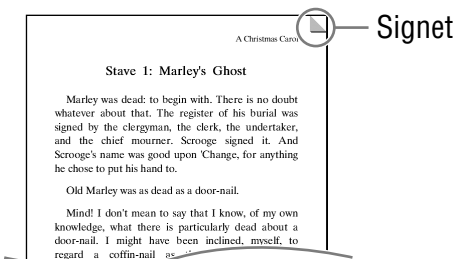 A Christmas Carol
Signet
Stave 1: Marley's Ghost
Marley was dead: to begin with. There is no doubt
whatever about that. The register of his burial was
signed by the clergyman, the clerk, the undertaker,
and the chief mourner. Scrooge signed it. And
Scrooge's name was good upon 'Change, for anything
he chose to put his hand to.
Old Marley was as dead as a door-nail.
Mind! I don't mean to say that I know, of my own
knowledge, what there is particularly dead about a
door-nail. I might have been inclined, myself, to
regard a coffin-nail as